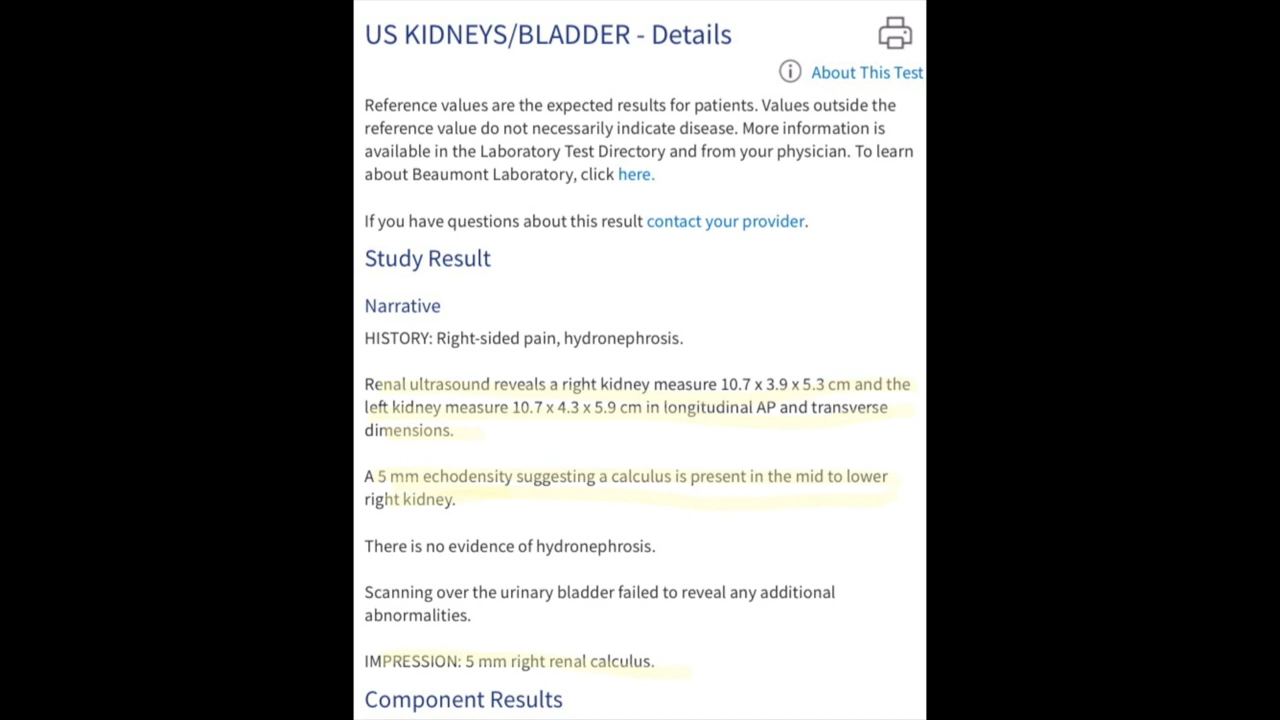 US KIDNEYS/BLADDER - Details
About This Test
Reference values are the expected results for patients. Values outside the
reference value do not necessarily indicate disease. More information is
available in the Laboratory Test Directory and from your physician. To learn
about Beaumont Laboratory, click here.
If you have questions about this result contact your provider.
Study Result
Narrative
HISTORY: Right-sided pain, hydronephrosis.
Renal ultrasound reveals a right kidney measure 10.7 x 3.9 x 5.3 cm and the
left kidney measure 10.7 x 4.3 x 5.9 cm in longitudinal AP and transverse
dimensions.
A 5 mm echodensity suggesting a calculus is present in the mid to lower
right kidney.
There is no evidence of hydronephrosis.
Scanning over the urinary bladder failed to reveal any additional
abnormalities.
IMPRESSION: 5 mm right renal calculus.
Component Results